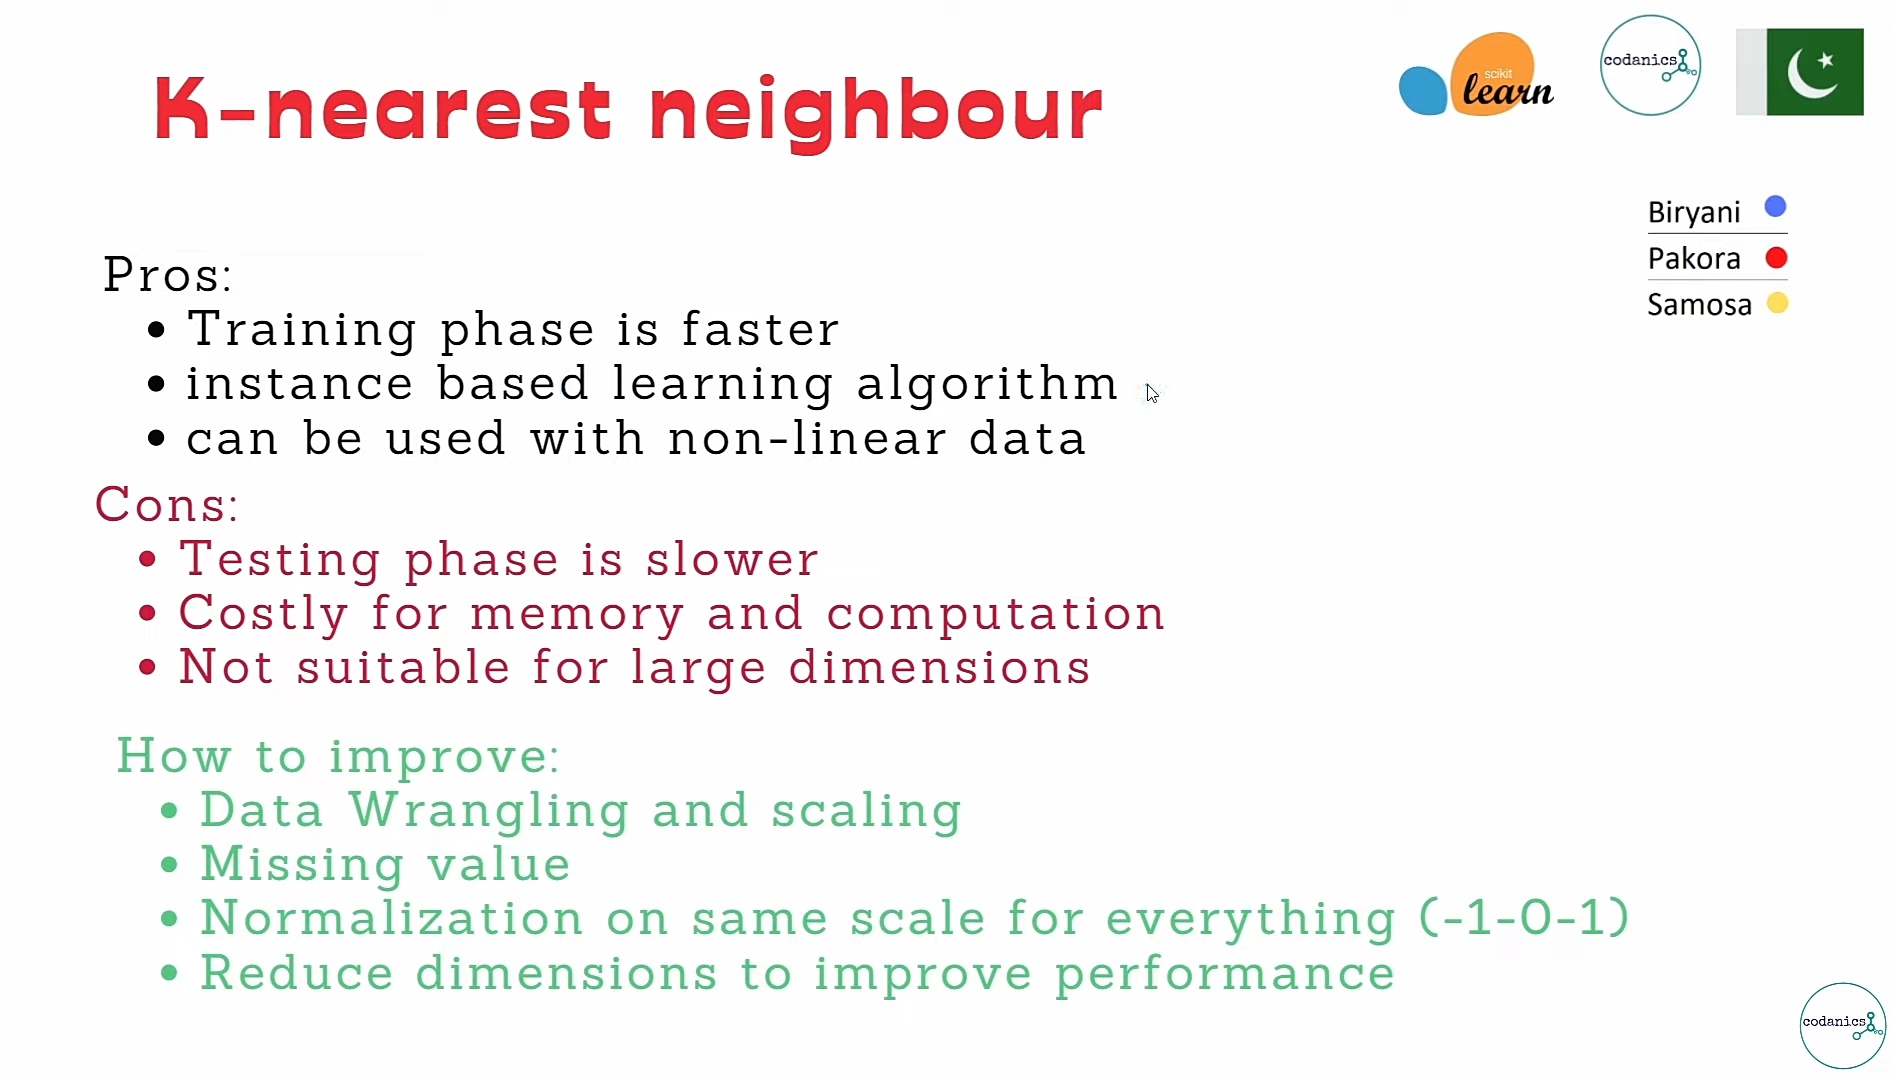 K-nearest neighbour
scikit
learn
codanics
Biryani
Pakora
Samosa
Pros:
• Training phase is faster
• instance based learning algorithm
• can be used with non-linear data
Cons:
• Testing phase is slower
• Costly for memory and computation
• Not suitable for large dimensions
How to improve:
• Data Wrangling and scaling
• Missing value
• Normalization on same scale for everything (-1-0-1)
• Reduce dimensions to improve performance
codanics